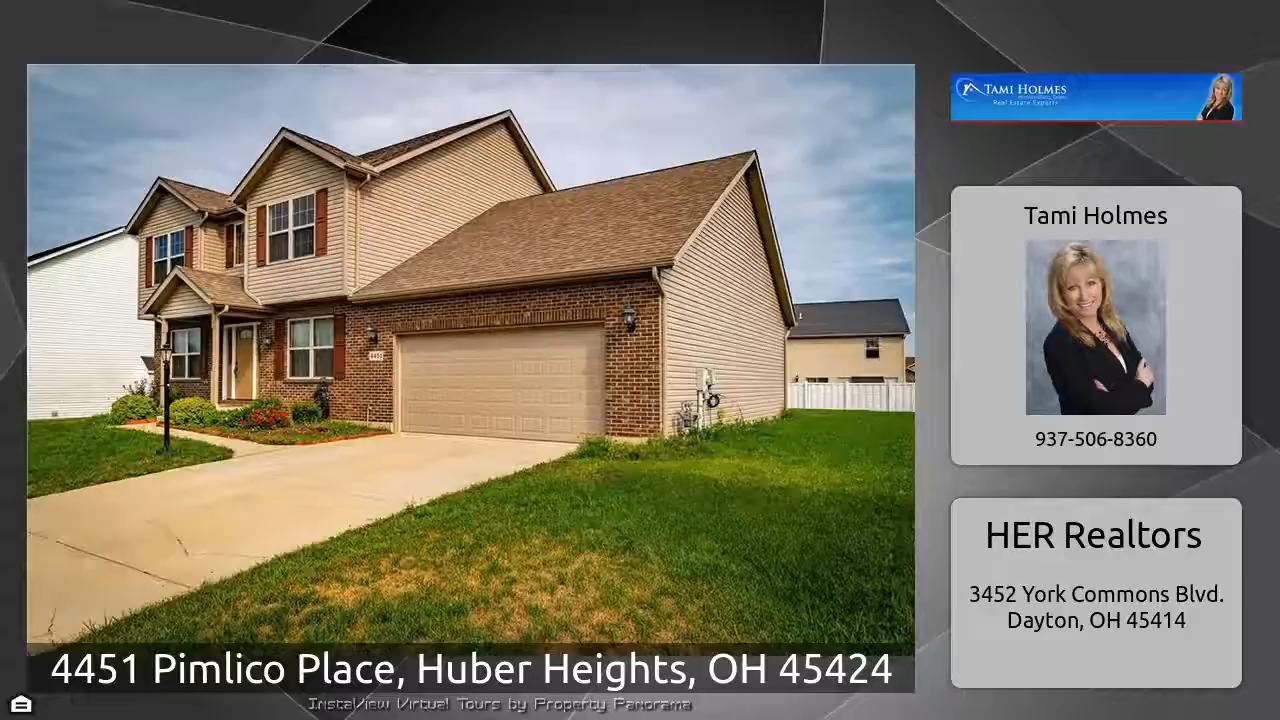 TAMI HOLMES
Real Estate Experts
Tami Holmes
937-506-8360
HER Realtors
3452 York Commons Blvd.
Dayton, OH 45414
4451
4451 Pimlico Place, Huber Heights, OH 45424
InstaView Virtual Tours by Property Panorama